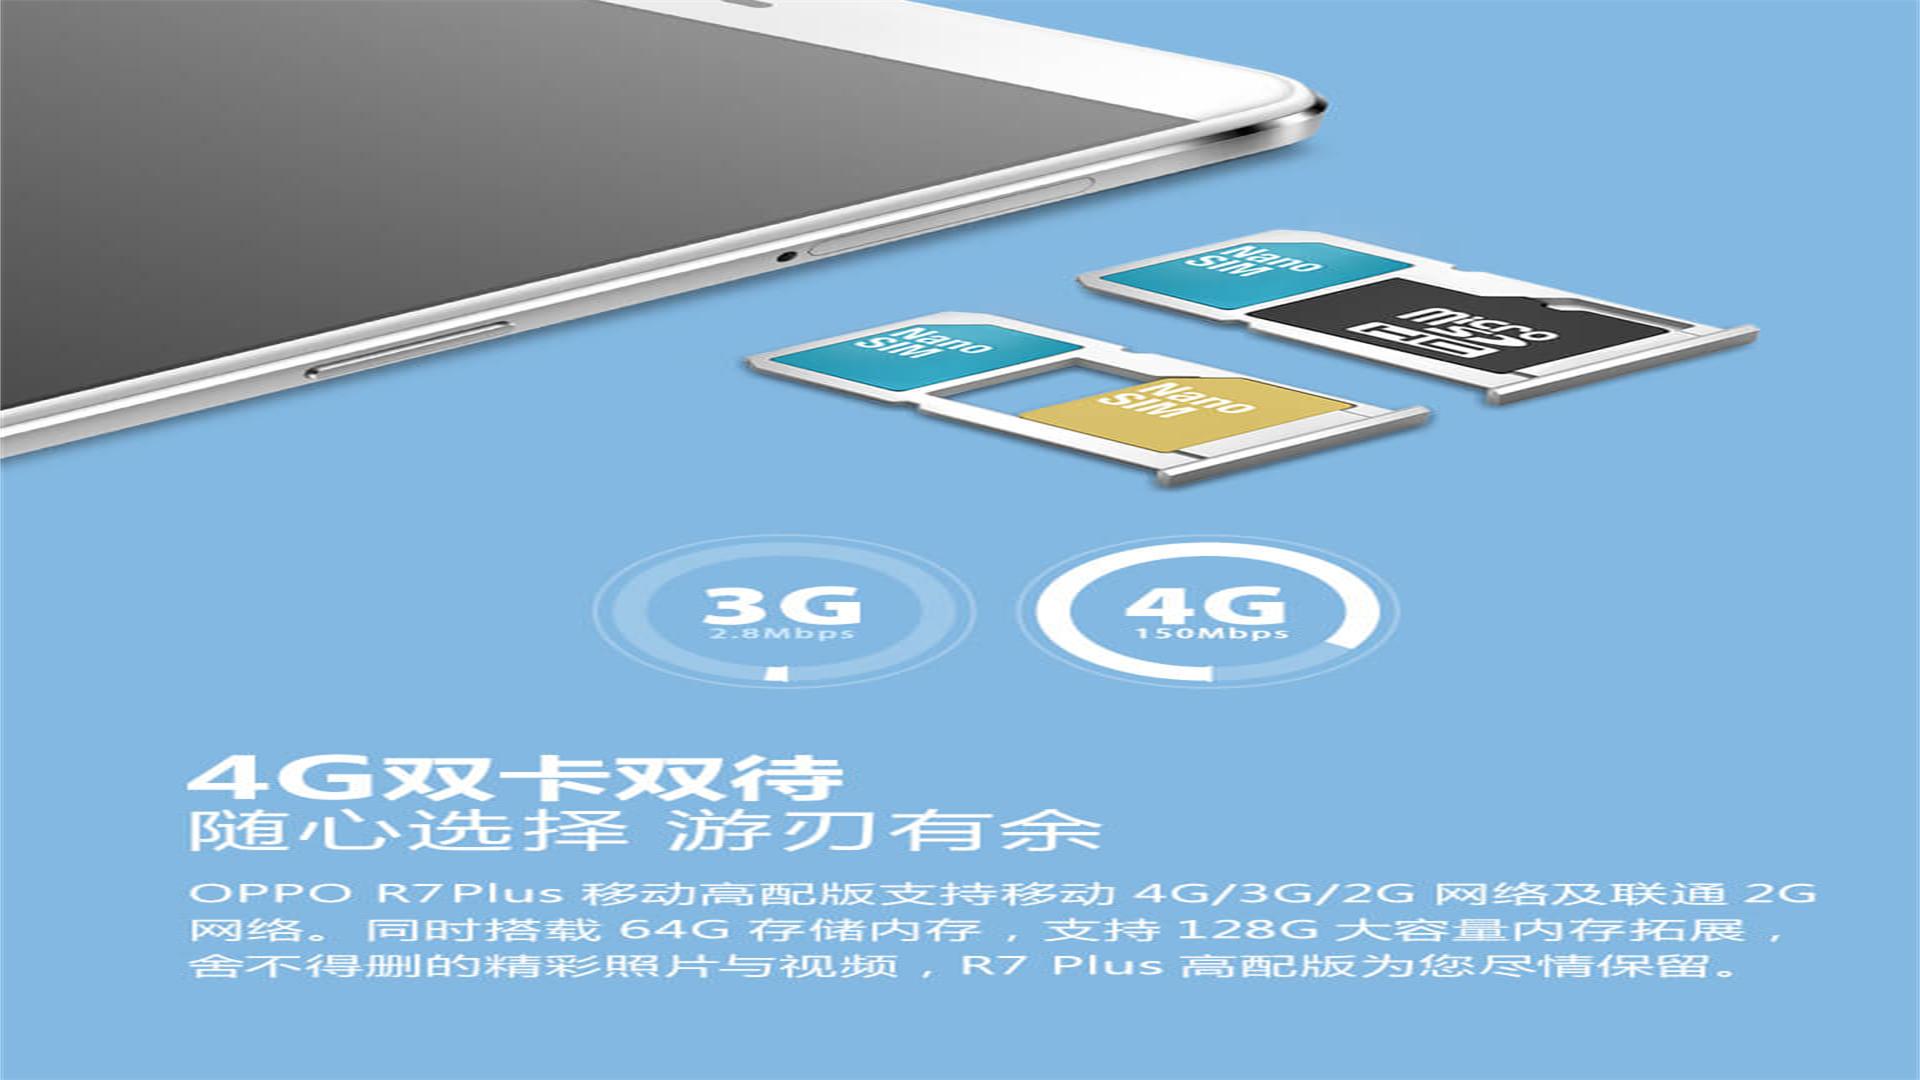 Nano
SIM
micro
SD
HC
Nano
SIM
Nano
SIM
3G
2.8Mbps
4G
150Mbps
4G双卡双待
随心选择 游刃有余
OPPO R7Plus 移动高配版支持移动 4G/3G/2G 网络及联通 2G
网络。同时搭载 64G 存储内存，支持 128G 大容量内存拓展，
舍不得删的精彩照片与视频，R7 Plus 高配版为您尽情保留。